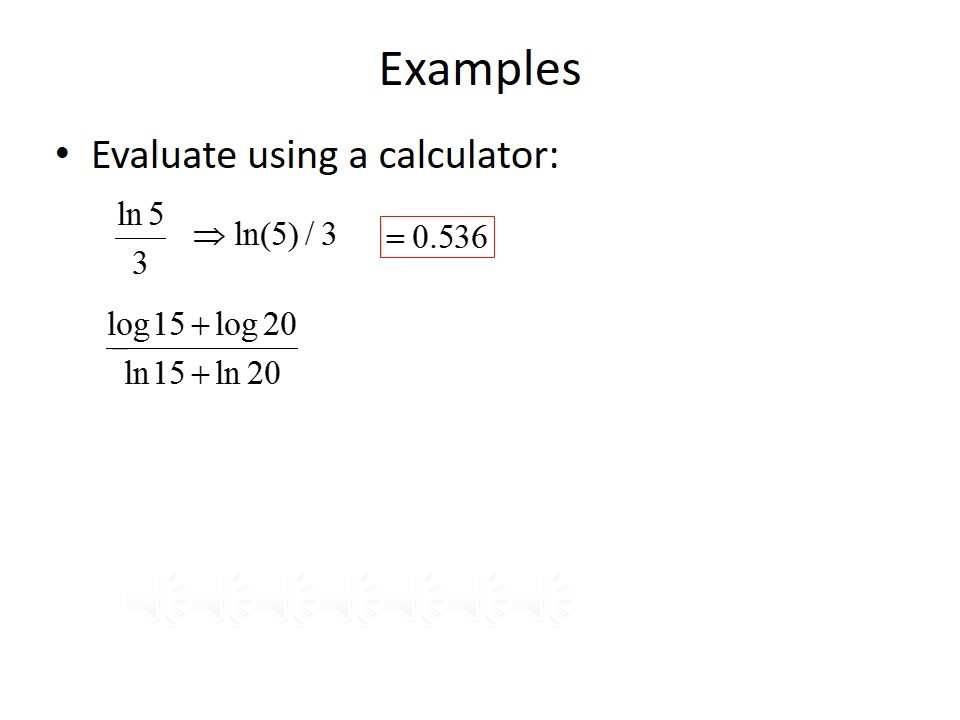 Examples
• Evaluate using a calculator:
ln 5 / 3 ⇒ ln(5) / 3 = 0.536
log 15 + log 20
ln 15 + ln 20